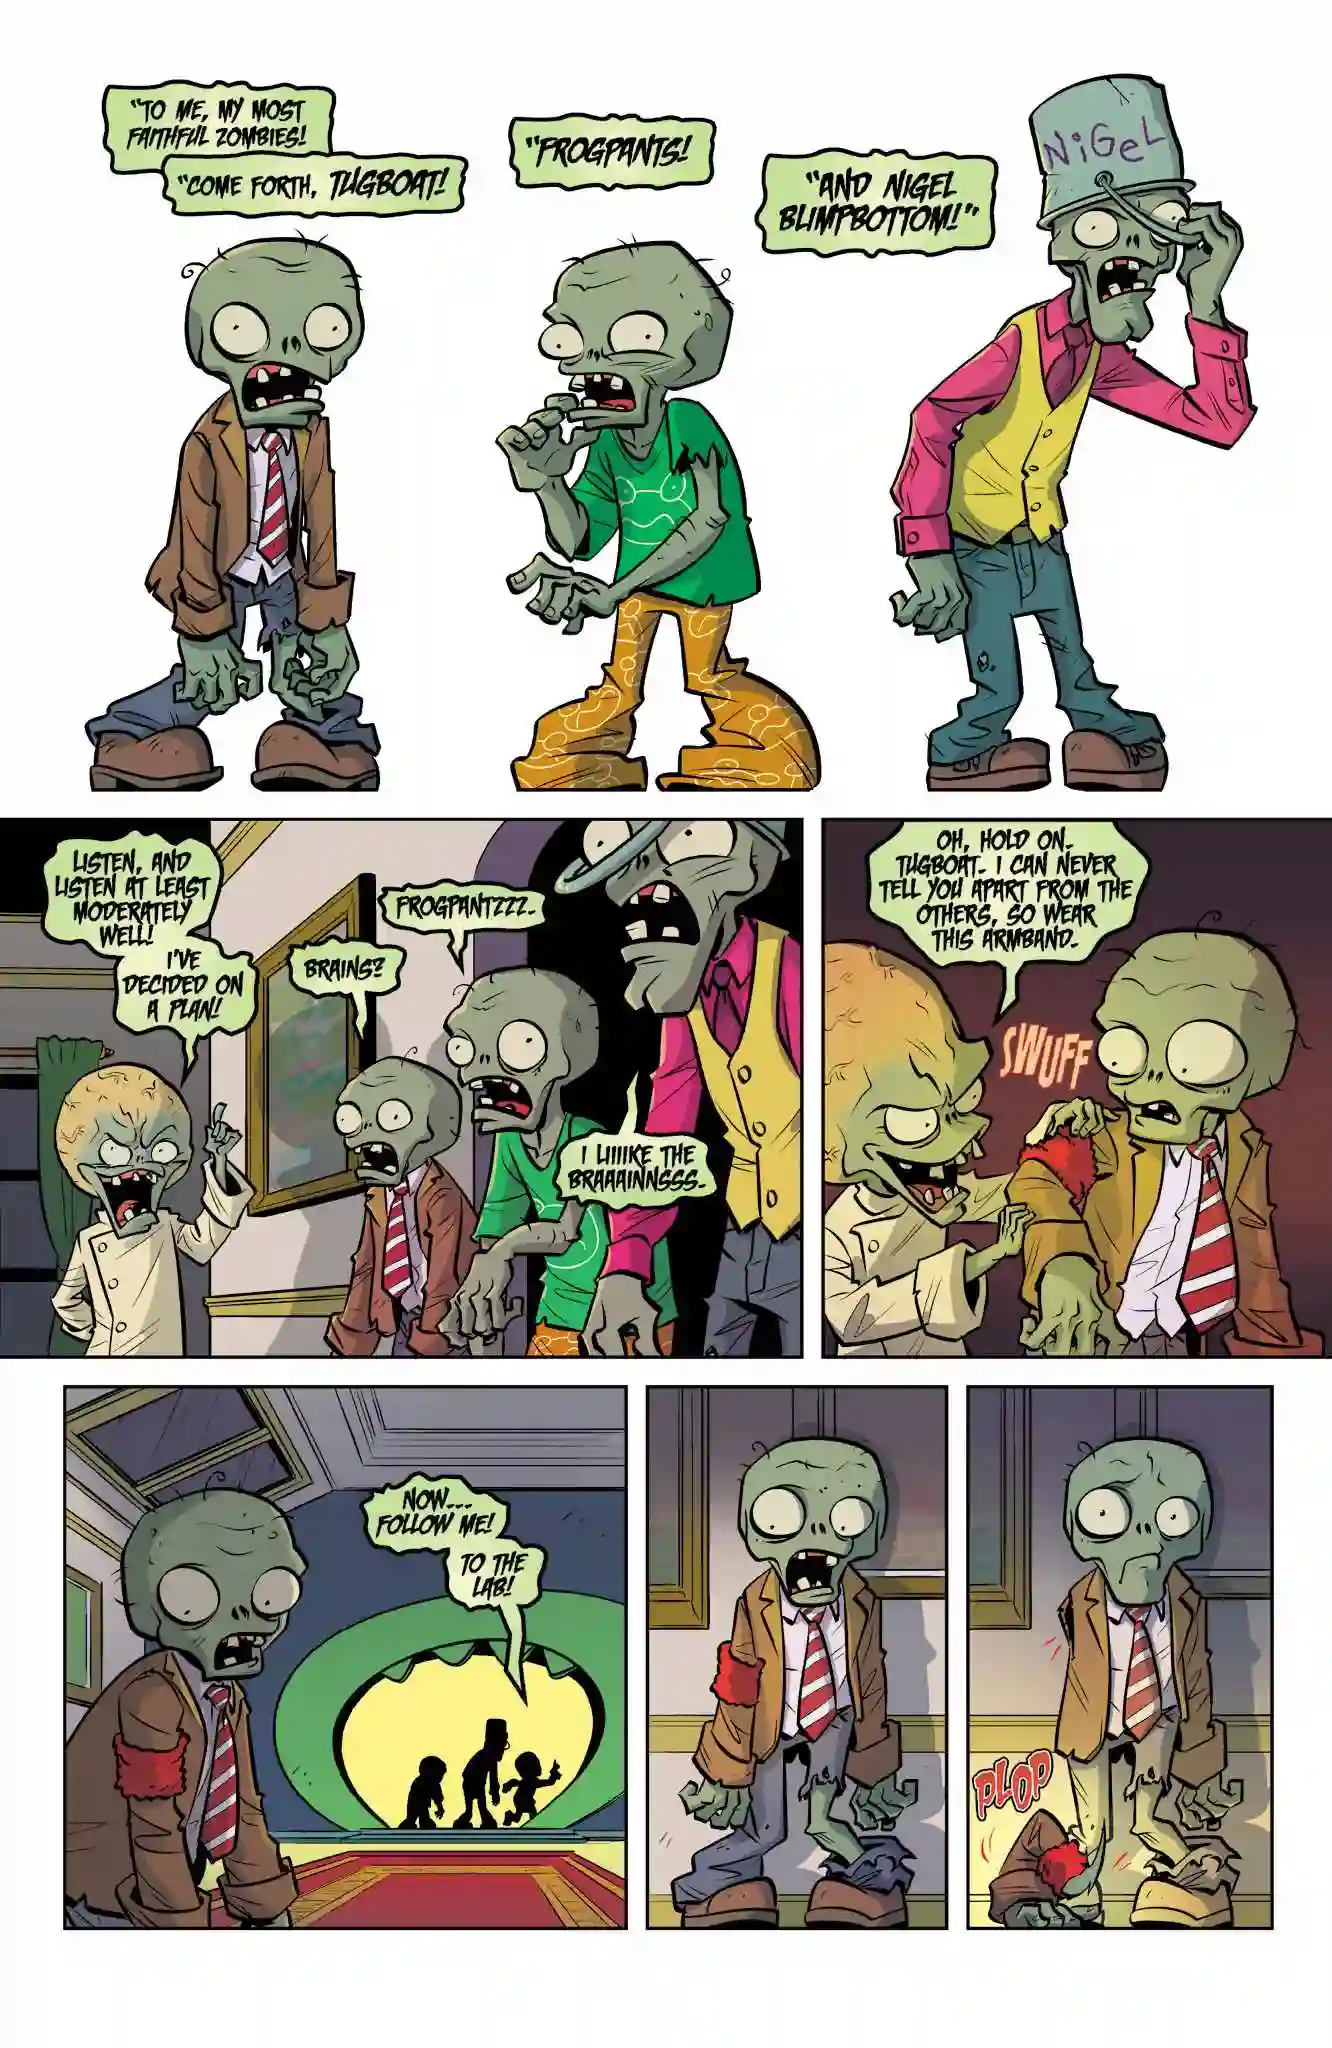 "TO ME, MY MOST
FAITHFUL ZOMBIES!
"COME FORTH, TUGBOAT!
"FROGPANTS!
"AND NIGEL
BLIMPBOTTOM!"
NiGeL
LISTEN, AND
LISTEN AT LEAST
MODERATELY
WELL!
I'VE
DECIDED ON
A PLAN!
BRAINS?
FROGPANTZZZ.
I LIIIIKE THE
BRAAAINNSSS.
OH, HOLD ON.
TUGBOAT. I CAN NEVER
TELL YOU APART FROM THE
OTHERS, SO WEAR
THIS ARMBAND.
SWUFF
NOW...
FOLLOW ME!
TO THE
LAB!
PLOP